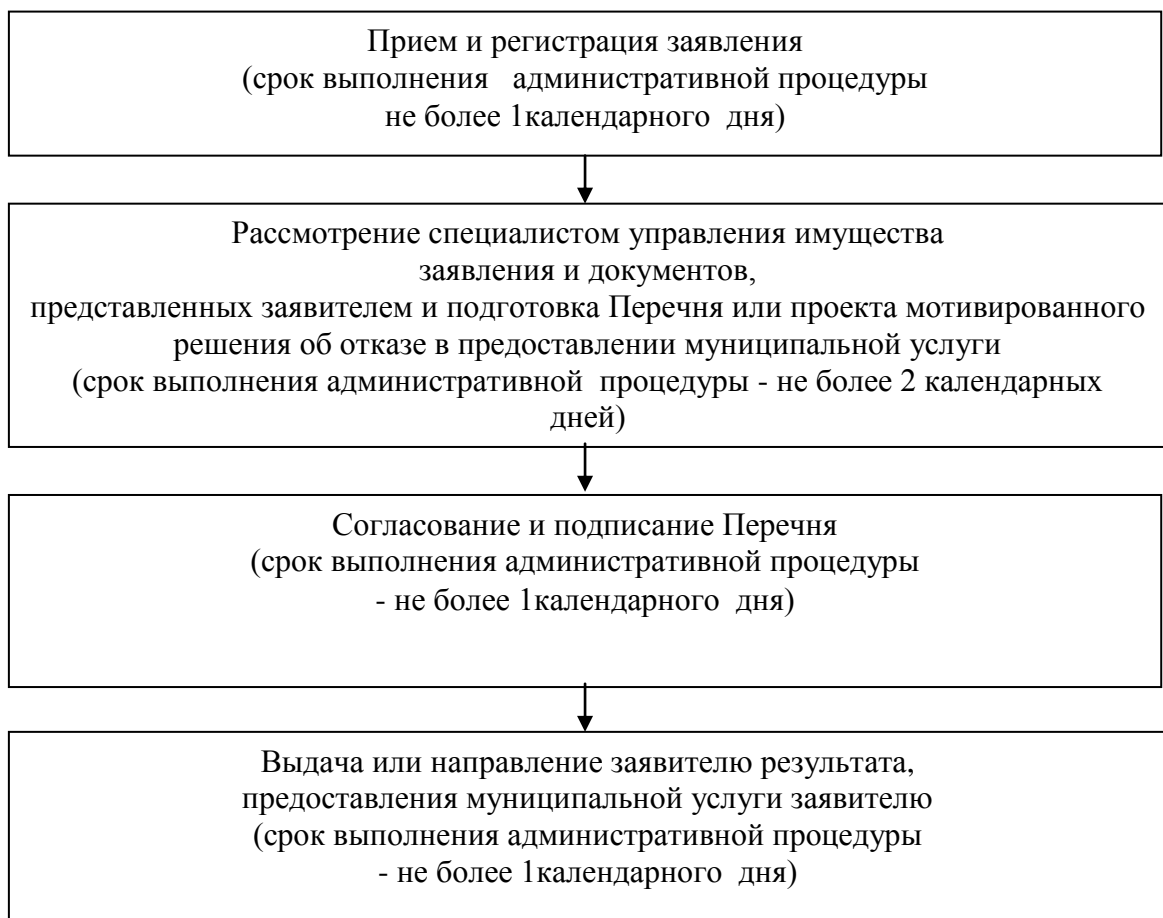 Прием и регистрация заявления
(срок выполнения административной процедуры
не более 1календарного дня)
Рассмотрение специалистом управления имущества
заявления и документов,
представленных заявителем и подготовка Перечня или проекта мотивированного
решения об отказе в предоставлении муниципальной услуги
(срок выполнения административной процедуры - не более 2 календарных
дней)
Согласование и подписание Перечня
(срок выполнения административной процедуры
- не более 1календарного дня)
Выдача или направление заявителю результата,
предоставления муниципальной услуги заявителю
(срок выполнения административной процедуры
- не более 1календарного дня)